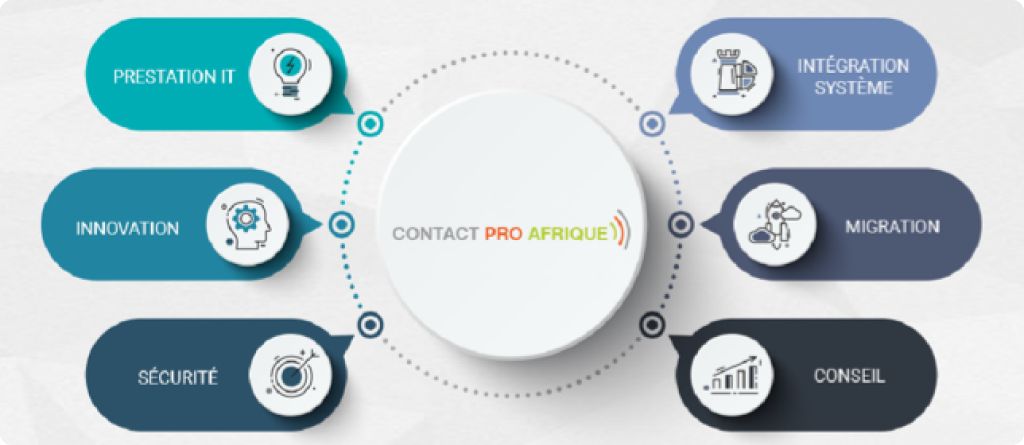 PRESTATION IT
INTÉGRATION
SYSTÈME
INNOVATION
CONTACT PRO AFRIQUE
MIGRATION
SÉCURITÉ
CONSEIL